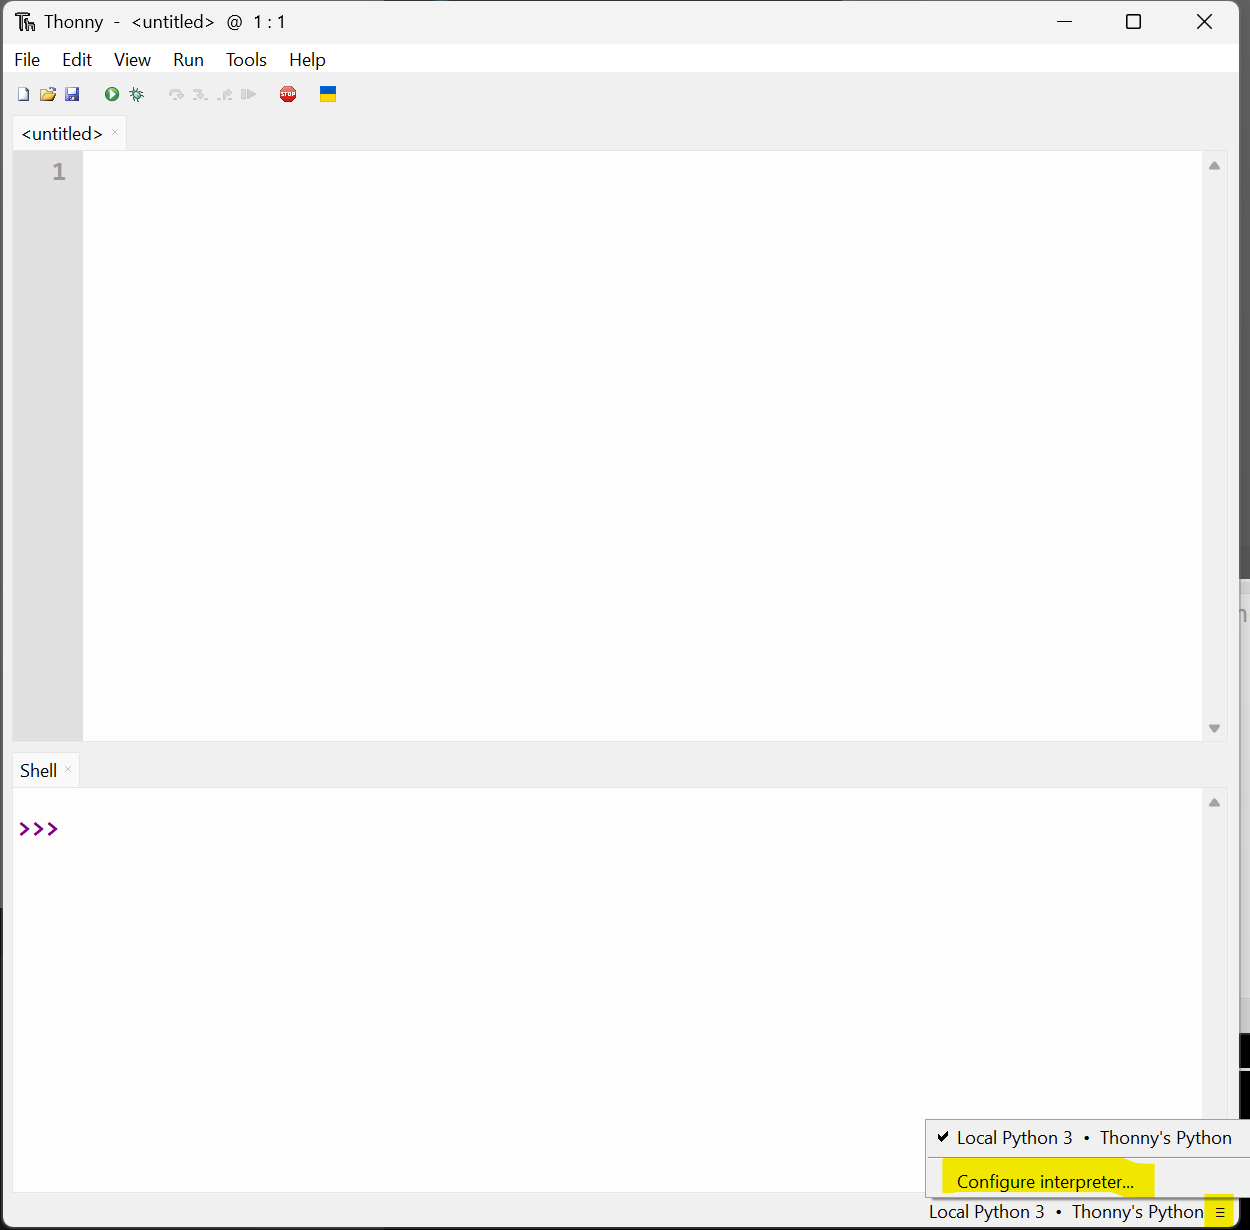 Thonny - <untitled> @ 1 : 1
File Edit View Run Tools Help
STOP
<untitled> ×
1
Shell ×
>>>
✔ Local Python 3 • Thonny's Python
Configure interpreter...
Local Python 3 • Thonny's Python ≡